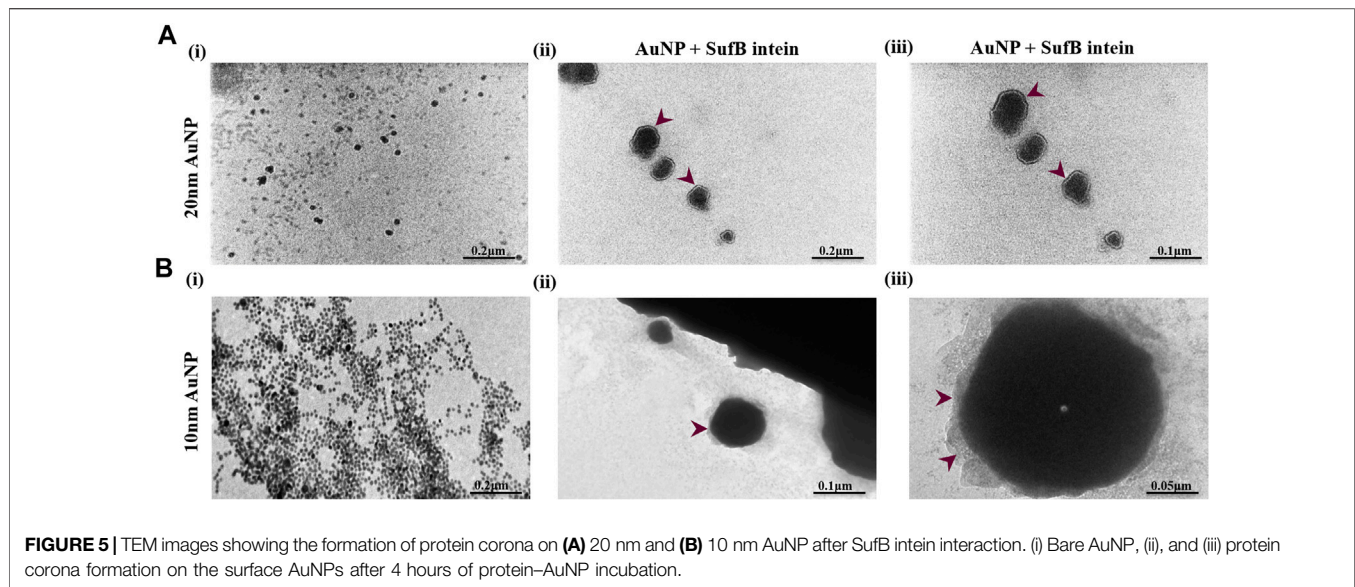 A
(i)
(ii)
AuNP + SufB intein
(iii)
AuNP + SufB intein
20nm AuNP
0.2μm
0.2μm
0.1μm
B
(i)
(ii)
(iii)
10nm AuNP
0.2μm
0.1μm
0.05μm
FIGURE 5 | TEM images showing the formation of protein corona on (A) 20 nm and (B) 10 nm AuNP after SufB intein interaction. (i) Bare AuNP, (ii), and (iii) protein
corona formation on the surface AuNPs after 4 hours of protein–AuNP incubation.